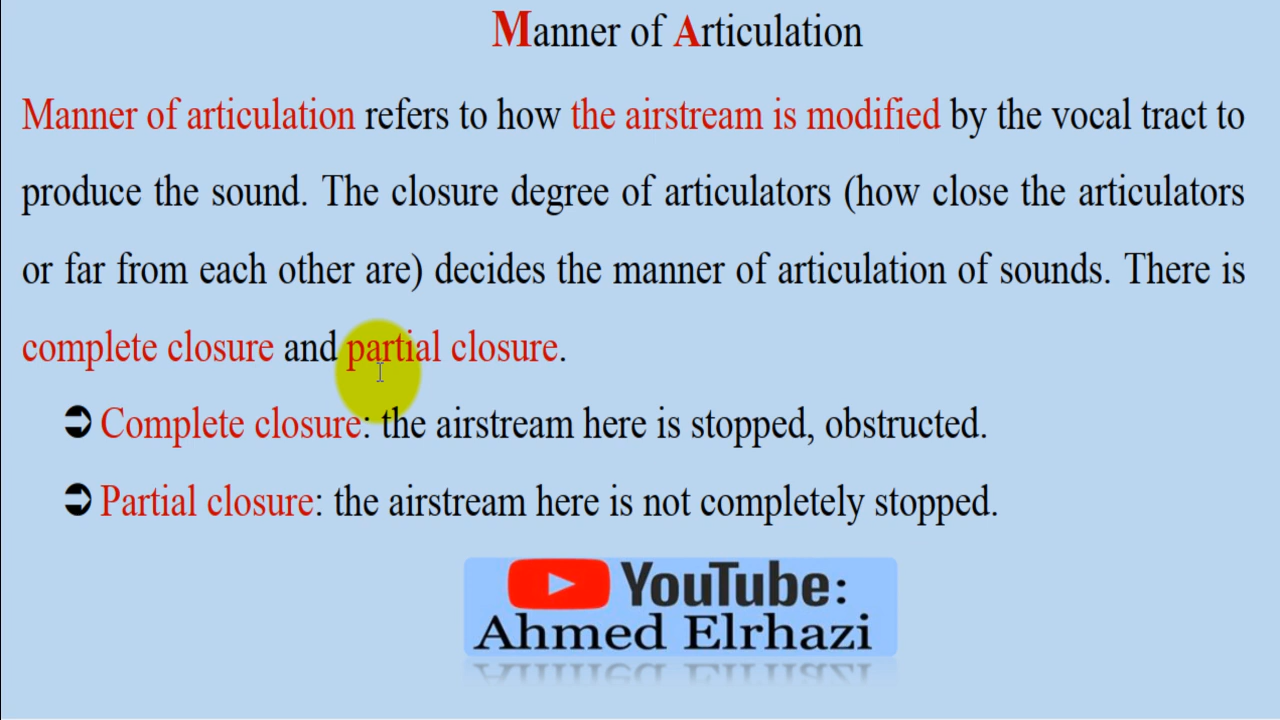 Manner of Articulation
Manner of articulation refers to how the airstream is modified by the vocal tract to
produce the sound. The closure degree of articulators (how close the articulators
or far from each other are) decides the manner of articulation of sounds. There is
complete closure and partial closure.
➲ Complete closure: the airstream here is stopped, obstructed.
➲ Partial closure: the airstream here is not completely stopped.
YouTube:
Ahmed Elrhazi